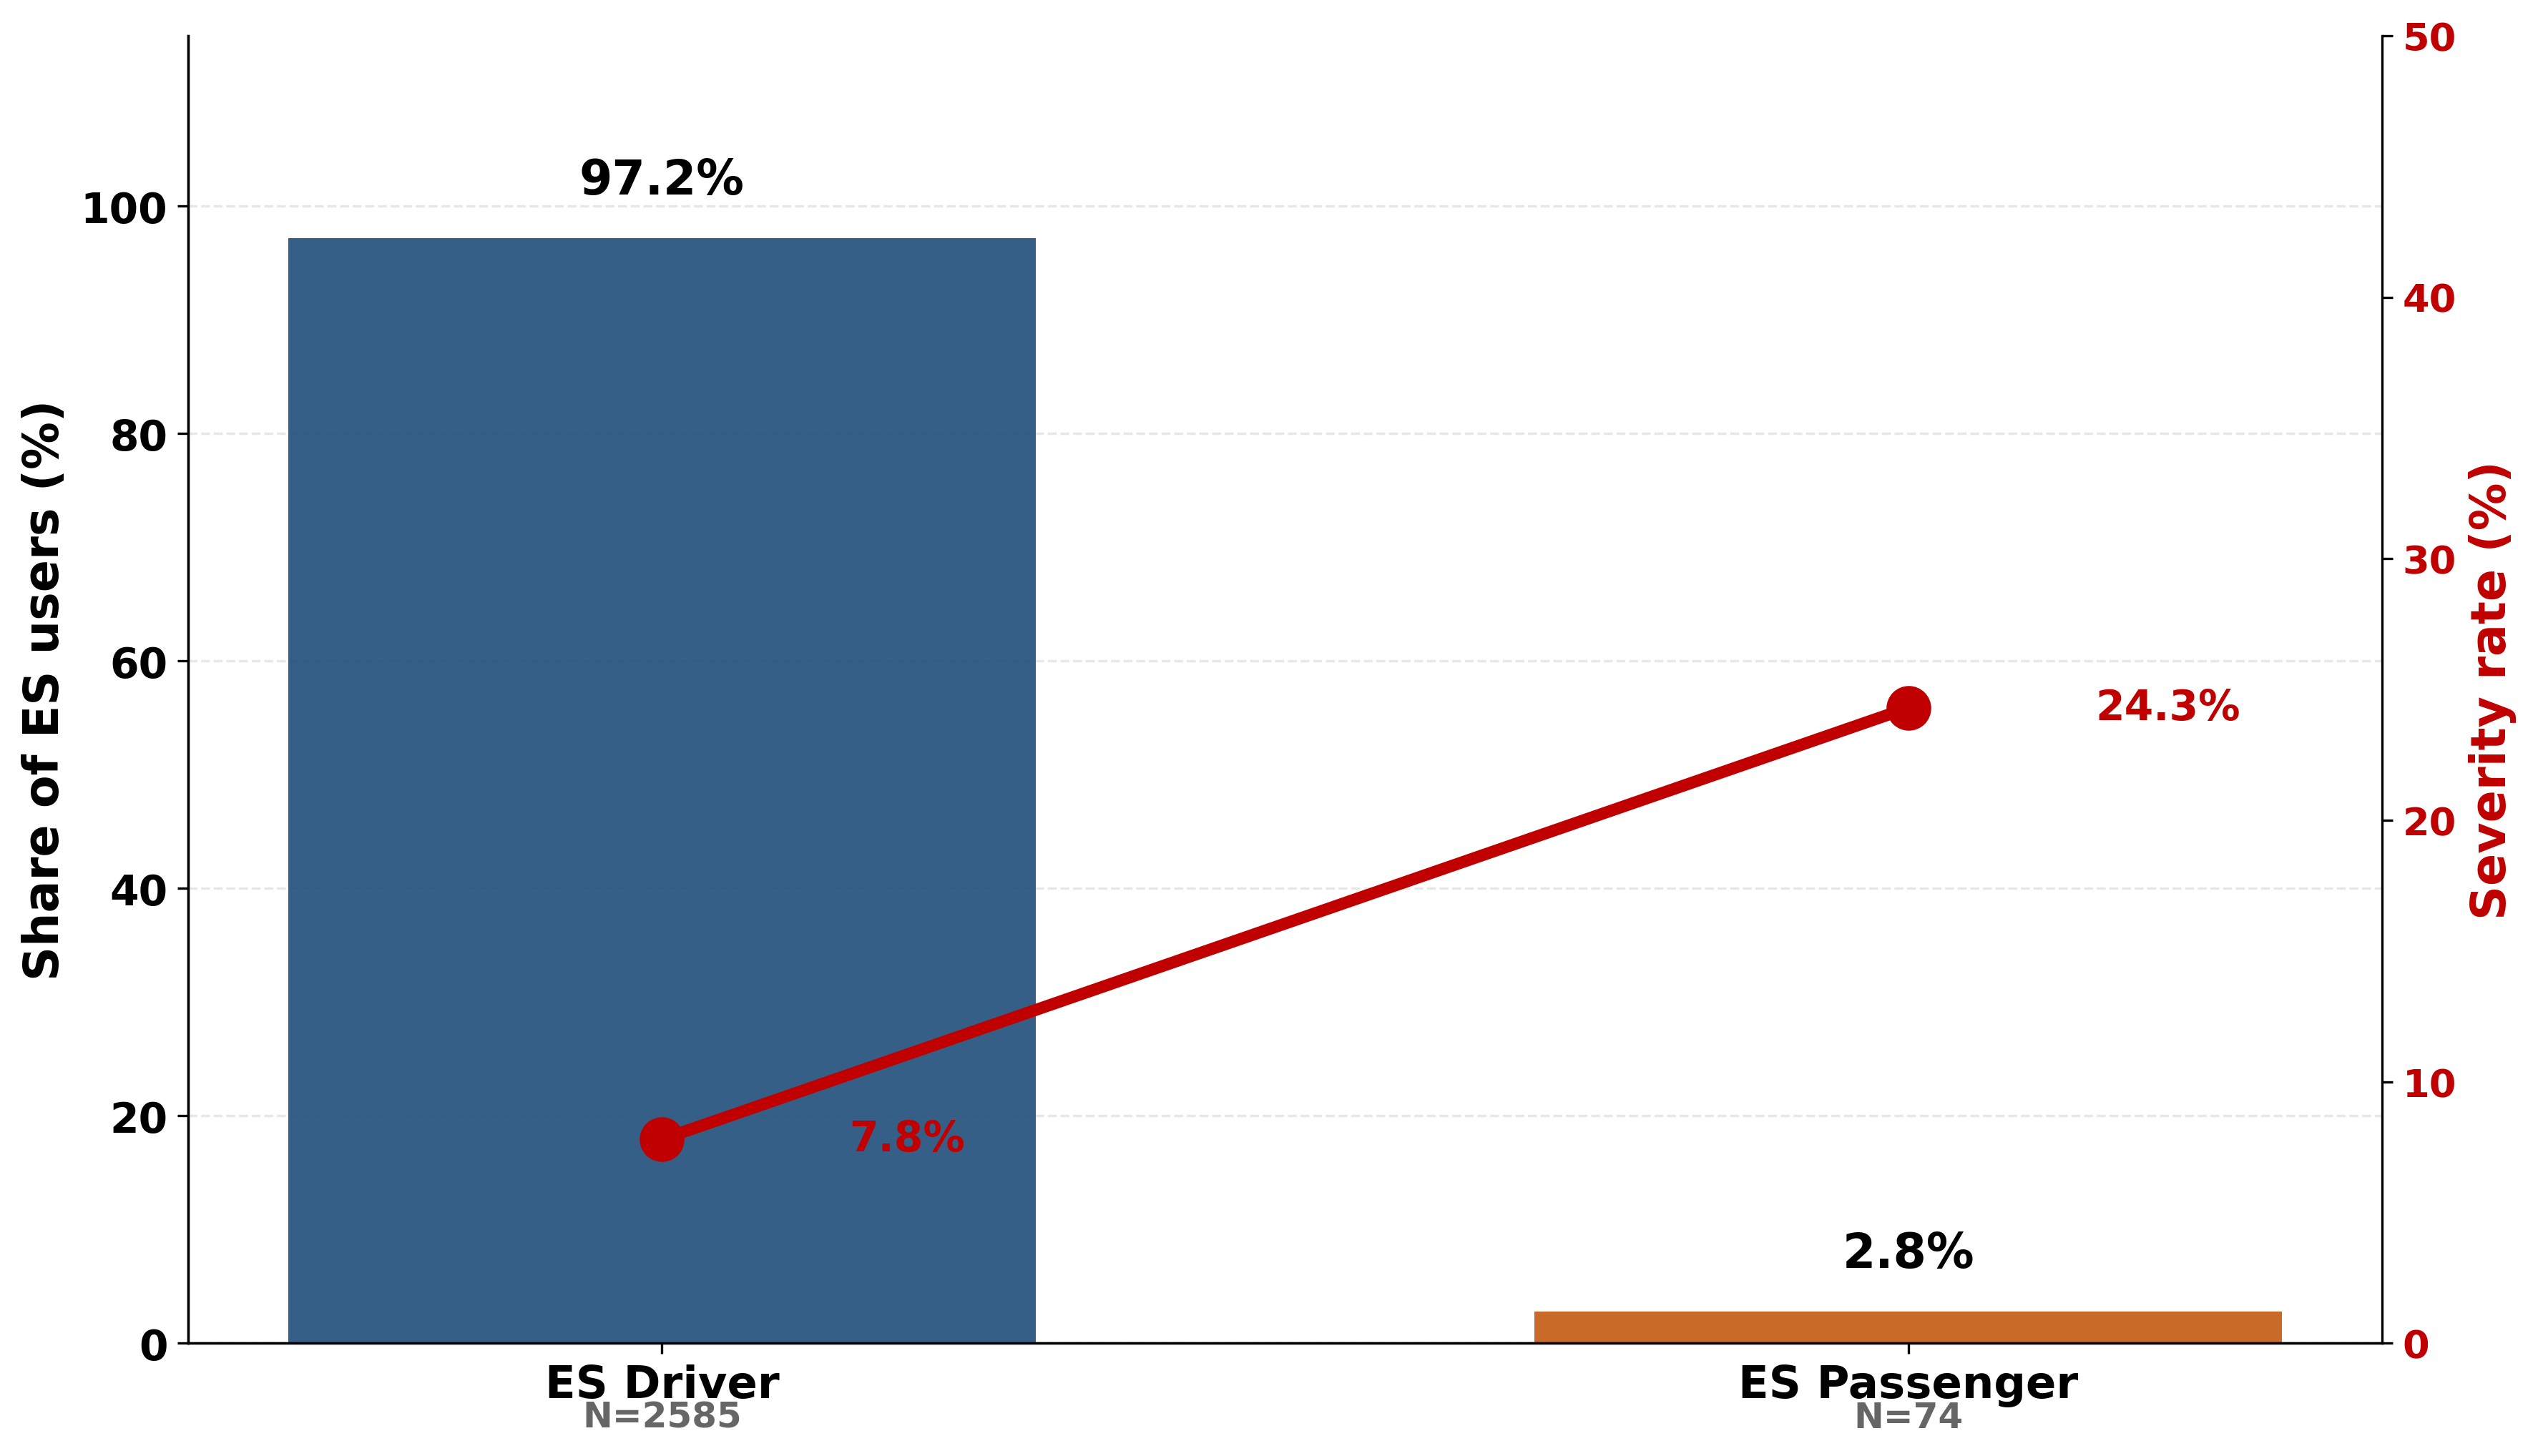 Share of ES users (%)
100
80
60
40
20
0
97.2%
7.8%
24.3%
2.8%
50
40
30
20
10
0
Severity rate (%)
ES Driver
N=2585
ES Passenger
N=74